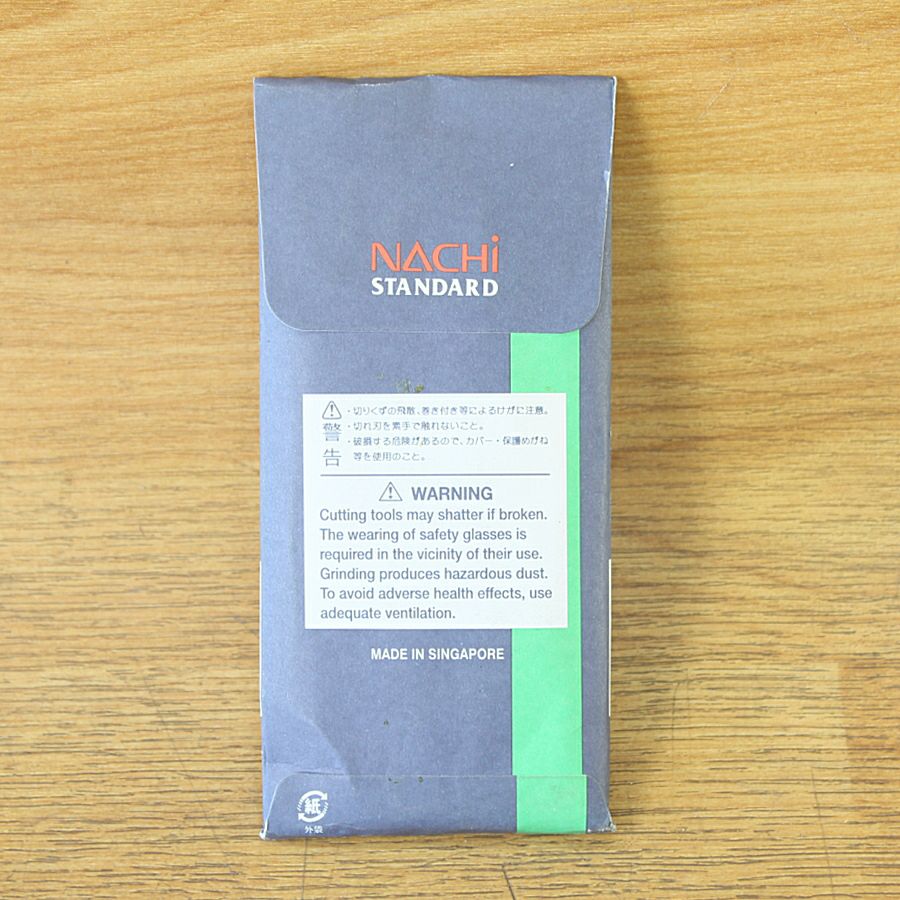 NACHi
STANDARD
警告
・切りくずの飛散、巻き付き等によるけがに注意。
・切れ刃を素手で触れないこと。
・破損する危険があるので、カバー・保護めがね
等を使用のこと。
WARNING
Cutting tools may shatter if broken.
The wearing of safety glasses is
required in the vicinity of their use.
Grinding produces hazardous dust.
To avoid adverse health effects, use
adequate ventilation.
MADE IN SINGAPORE
紙
外袋